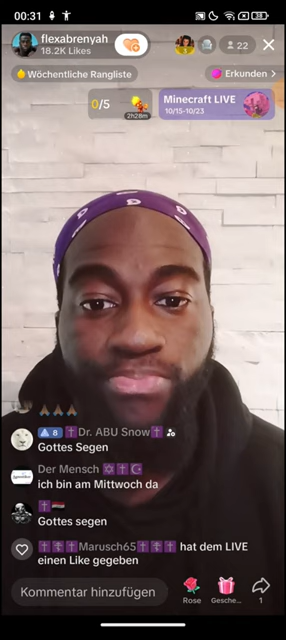 00:31
38
flexabrenyah
18.2K Likes
22
Wöchentliche Rangliste
Erkunden >
0/5
2h28m
Minecraft LIVE
10/15-10/23
8 Dr. ABU Snow
Gottes Segen
Der Mensch
ich bin am Mittwoch da
Gottes segen
Marusch65 hat dem LIVE
einen Like gegeben
Kommentar hinzufügen
Rose
Gesche...
1